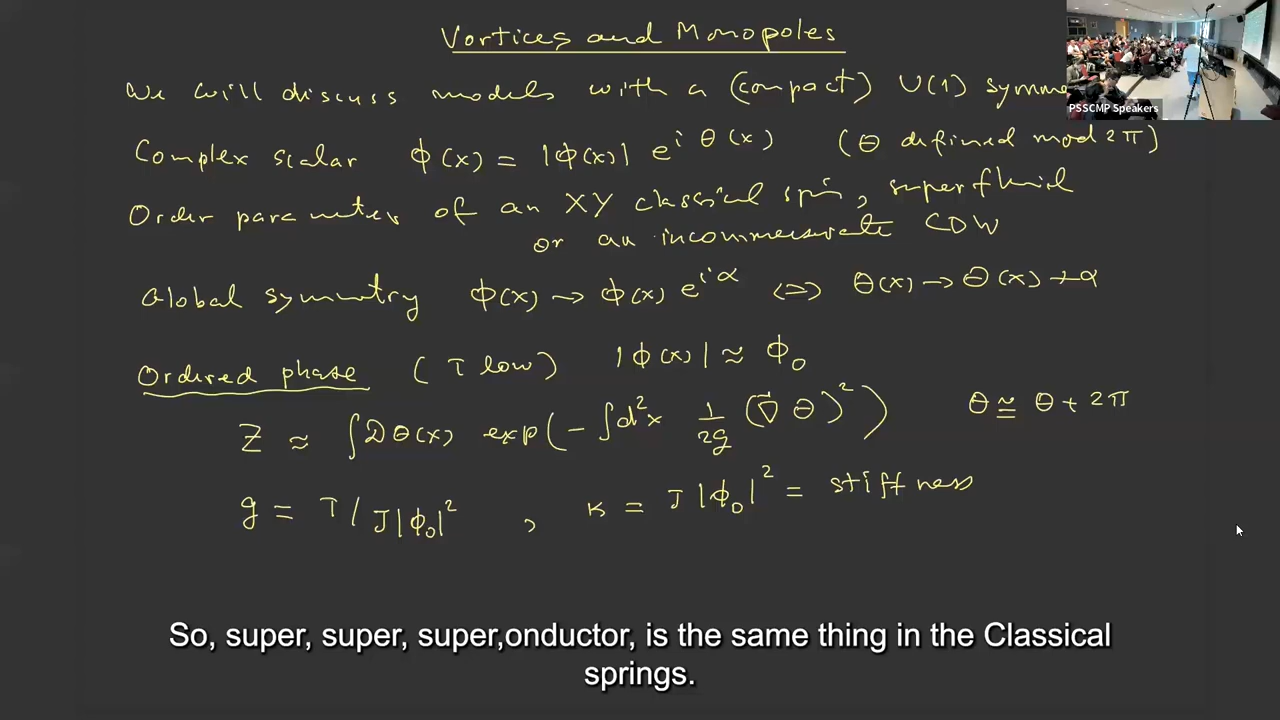 Vortices and Monopoles
We will discuss models with a (compact) U(1) symme
Complex scalar ϕ(x) = |ϕ(x)| e^{iθ(x)} (θ defined mod 2π)
Order parameter of an XY classical spin, superfluid
or an incommensurate CDW
Global symmetry ϕ(x) → ϕ(x) e^{iα} ⇔ θ(x) → θ(x) + α
Ordered phase (T low) |ϕ(x)| ≈ ϕ₀
Z ≈ ∫Dθ(x) exp(- ∫d²x 1/2g (∇⃗ θ)²) θ ≅ θ + 2π
g = T/J|ϕ₀|² , κ = J|ϕ₀|² = stiffness
PSSCMP Speakers
So, super, super, super,onductor, is the same thing in the Classical
springs.